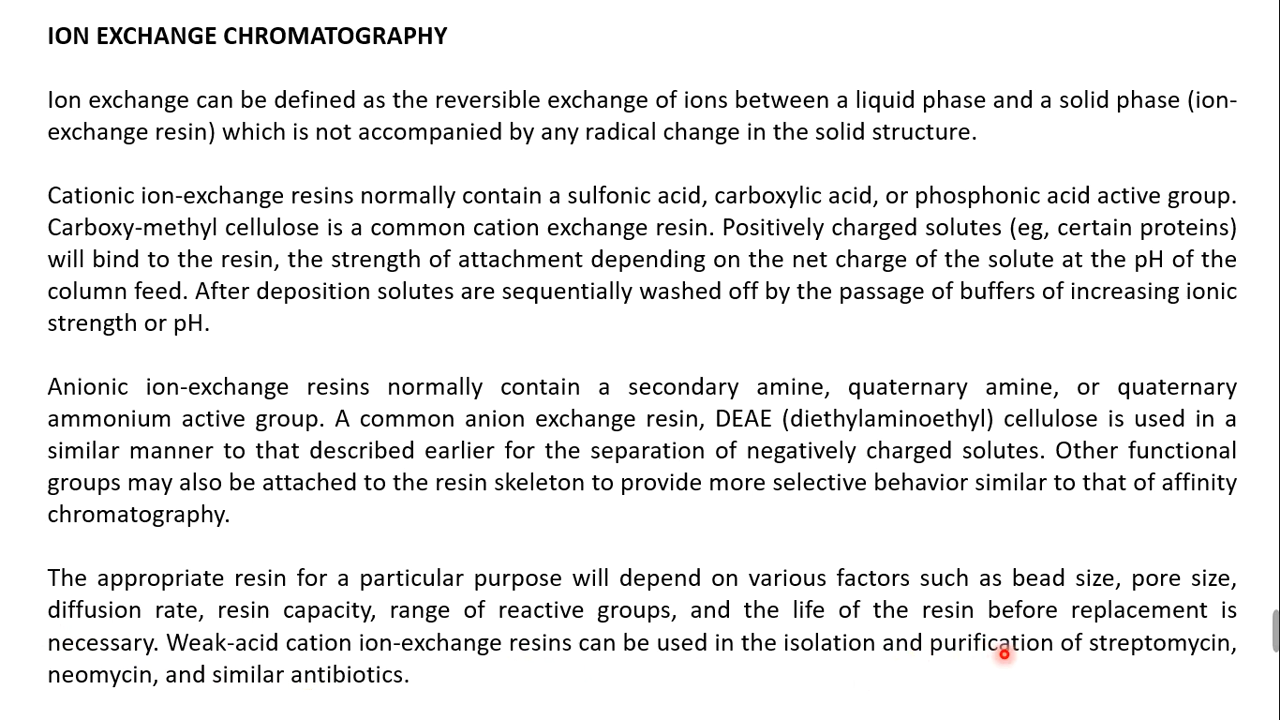 ION EXCHANGE CHROMATOGRAPHY
Ion exchange can be defined as the reversible exchange of ions between a liquid phase and a solid phase (ion-
exchange resin) which is not accompanied by any radical change in the solid structure.
Cationic ion-exchange resins normally contain a sulfonic acid, carboxylic acid, or phosphonic acid active group.
Carboxy-methyl cellulose is a common cation exchange resin. Positively charged solutes (eg, certain proteins)
will bind to the resin, the strength of attachment depending on the net charge of the solute at the pH of the
column feed. After deposition solutes are sequentially washed off by the passage of buffers of increasing ionic
strength or pH.
Anionic ion-exchange resins normally contain a secondary amine, quaternary amine, or quaternary
ammonium active group. A common anion exchange resin, DEAE (diethylaminoethyl) cellulose is used in a
similar manner to that described earlier for the separation of negatively charged solutes. Other functional
groups may also be attached to the resin skeleton to provide more selective behavior similar to that of affinity
chromatography.
The appropriate resin for a particular purpose will depend on various factors such as bead size, pore size,
diffusion rate, resin capacity, range of reactive groups, and the life of the resin before replacement is
necessary. Weak-acid cation ion-exchange resins can be used in the isolation and purification of streptomycin,
neomycin, and similar antibiotics.